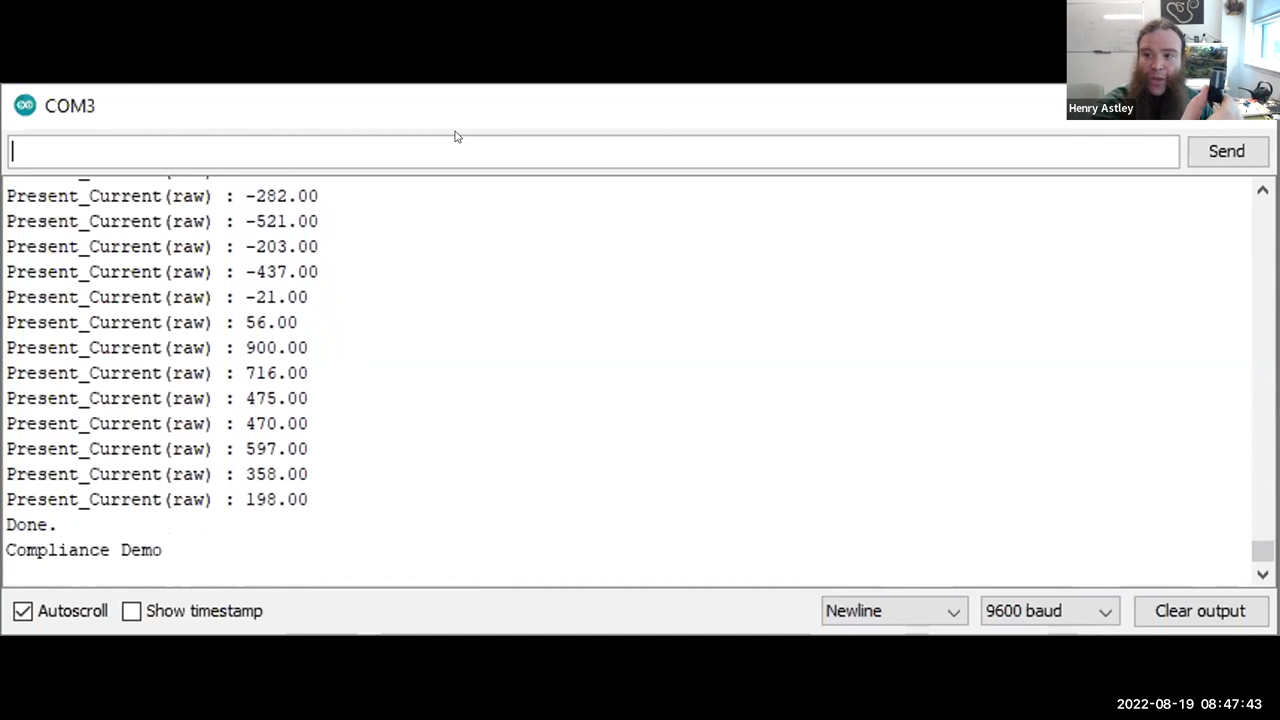 Henry Astley
COM3
Send
Present_Current(raw) : -282.00
Present_Current(raw) : -521.00
Present_Current(raw) : -203.00
Present_Current(raw) : -437.00
Present_Current(raw) : -21.00
Present_Current(raw) : 56.00
Present_Current(raw) : 900.00
Present_Current(raw) : 716.00
Present_Current(raw) : 475.00
Present_Current(raw) : 470.00
Present_Current(raw) : 597.00
Present_Current(raw) : 358.00
Present_Current(raw) : 198.00
Done.
Compliance Demo
Autoscroll Show timestamp Newline 9600 baud Clear output
2022-08-19 08:47:43